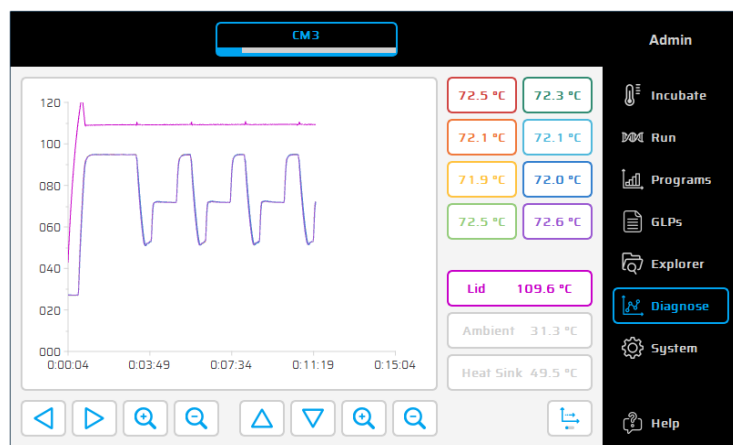 CM3
Admin
120
100
080
060
040
020
000
0:00:04 0:03:49 0:07:34 0:11:19 0:15:04
72.5 °C 72.3 °C
72.1 °C 72.1 °C
71.9 °C 72.0 °C
72.5 °C 72.6 °C
Lid 109.6 °C
Ambient 31.3 °C
Heat Sink 49.5 °C
Incubate
Run
Programs
GLPs
Explorer
Diagnose
System
Help